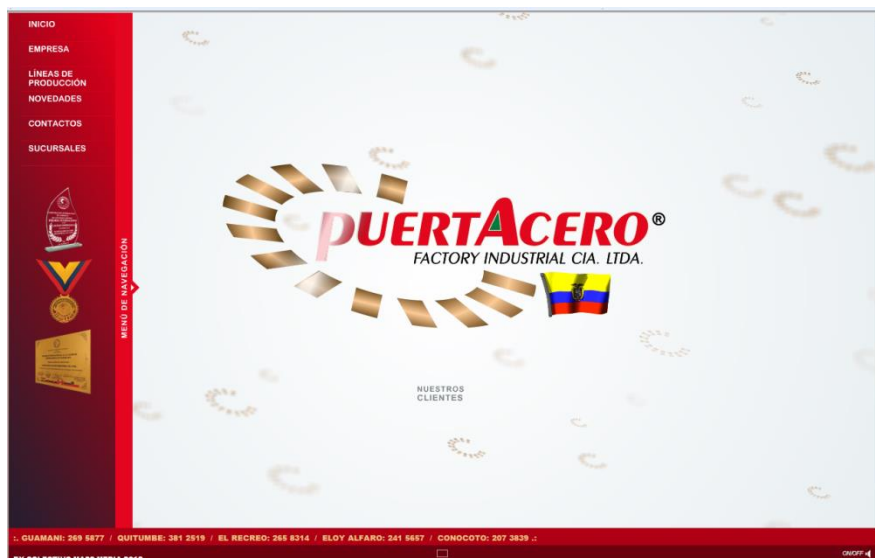 INICIO
EMPRESA
LÍNEAS DE
PRODUCCIÓN
NOVEDADES
CONTACTOS
SUCURSALES
MENÚ DE NAVEGACIÓN
PUERTACERO®
FACTORY INDUSTRIAL CIA. LTDA.
NUESTROS
CLIENTES
:. GUAMANI: 269 5877 / QUITUMBE: 381 2519 / EL RECREO: 265 8314 / ELOY ALFARO: 241 5657 / CONOCOTO: 207 3839 .:
ON/OFF